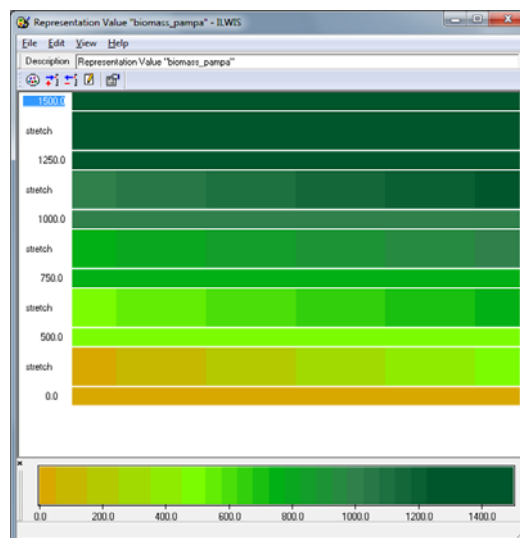 Representation Value "biomass_pampa" - ILWIS
File Edit View Help
Description Representation Value "biomass_pampa"
1500.0
stretch
1250.0
stretch
1000.0
stretch
750.0
stretch
500.0
stretch
0.0
0.0 200.0 400.0 600.0 800.0 1000.0 1200.0 1400.0